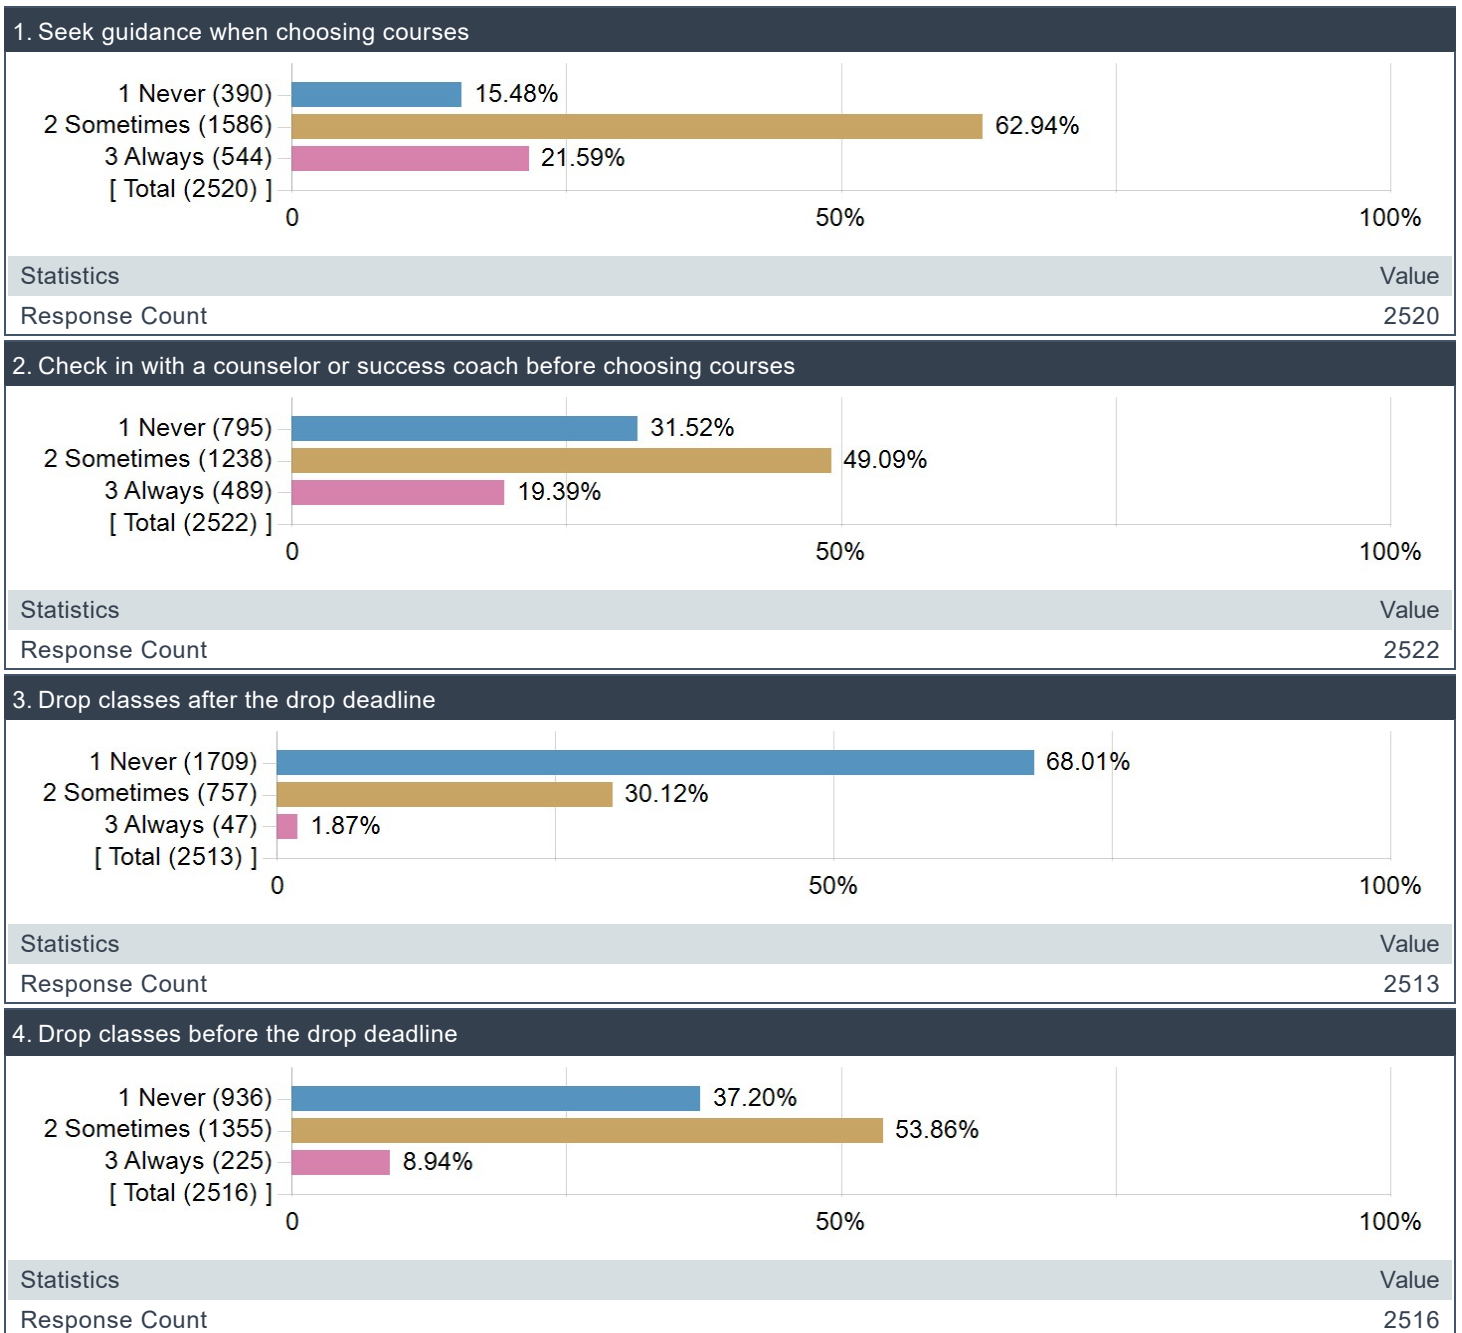 1. Seek guidance when choosing courses
1 Never (390) 15.48%
2 Sometimes (1586) 62.94%
3 Always (544) 21.59%
[ Total (2520) ]
0 50% 100%
Statistics Value
Response Count 2520
2. Check in with a counselor or success coach before choosing courses
1 Never (795) 31.52%
2 Sometimes (1238) 49.09%
3 Always (489) 19.39%
[ Total (2522) ]
0 50% 100%
Statistics Value
Response Count 2522
3. Drop classes after the drop deadline
1 Never (1709) 68.01%
2 Sometimes (757) 30.12%
3 Always (47) 1.87%
[ Total (2513) ]
0 50% 100%
Statistics Value
Response Count 2513
4. Drop classes before the drop deadline
1 Never (936) 37.20%
2 Sometimes (1355) 53.86%
3 Always (225) 8.94%
[ Total (2516) ]
0 50% 100%
Statistics Value
Response Count 2516